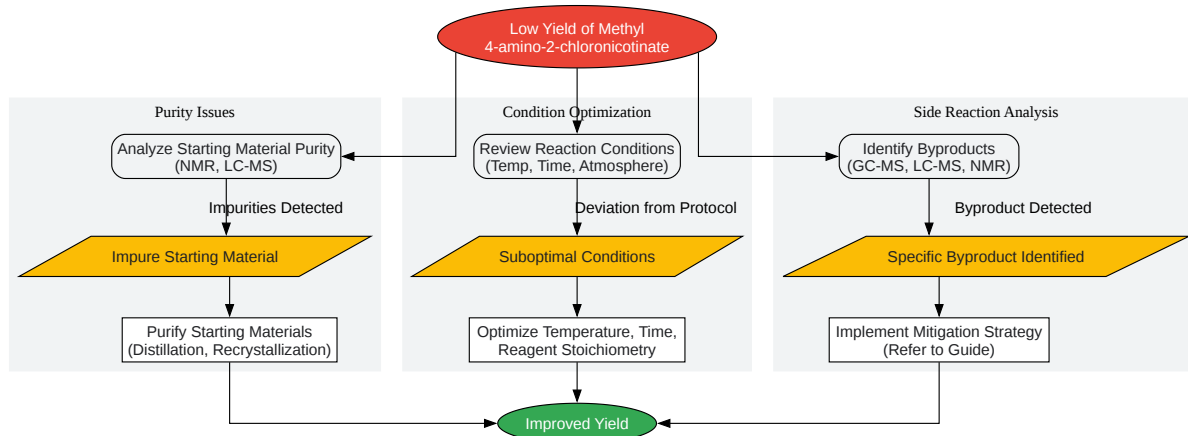 Low Yield of Methyl
4-amino-2-chloronicotinate
Purity Issues
Analyze Starting Material Purity
(NMR, LC-MS)
Impurities Detected
Impure Starting Material
Purify Starting Materials
(Distillation, Recrystallization)
Condition Optimization
Review Reaction Conditions
(Temp, Time, Atmosphere)
Deviation from Protocol
Suboptimal Conditions
Optimize Temperature, Time,
Reagent Stoichiometry
Side Reaction Analysis
Identify Byproducts
(GC-MS, LC-MS, NMR)
Byproduct Detected
Specific Byproduct Identified
Implement Mitigation Strategy
(Refer to Guide)
Improved Yield